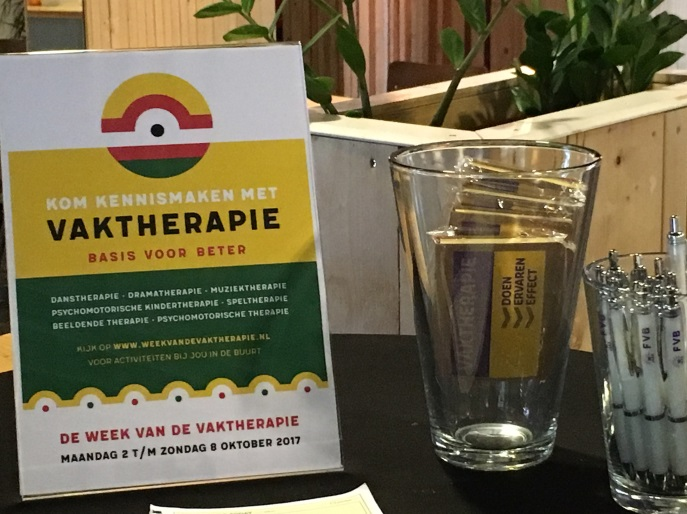 KOM KENNISMAKEN MET
VAKTHERAPIE
BASIS VOOR BETER
DANSTHERAPIE - DRAMATHERAPIE - MUZIEKTHERAPIE
PSYCHOMOTORISCHE KINDERTHERAPIE - SPELTHERAPIE
BEELDENDE THERAPIE - PSYCHOMOTORISCHE THERAPIE
KIJK OP WWW.WEEKVANDEVAKTHERAPIE.NL
VOOR ACTIVITEITEN BIJ JOU IN DE BUURT
DE WEEK VAN DE VAKTHERAPIE
MAANDAG 2 T/M ZONDAG 8 OKTOBER 2017
VAKTHERAPIE
DOEN
ERVAREN
EFFECT
FVB
FVB